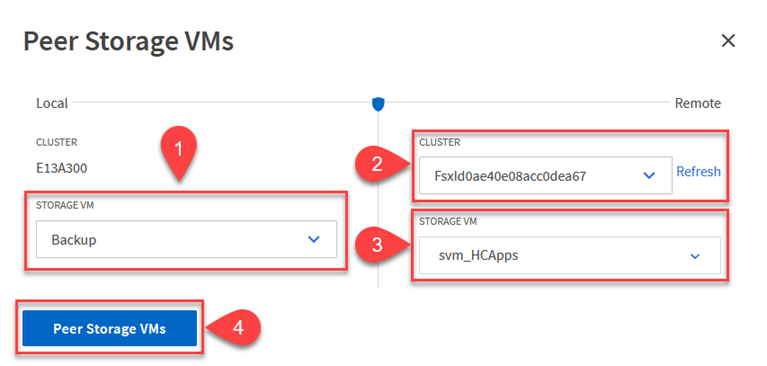 Peer Storage VMs
Local
Remote
CLUSTER
E13A300
1
STORAGE VM
Backup
2
CLUSTER
FsxId0ae40e08acc0dea67
Refresh
3
STORAGE VM
svm_HCApps
Peer Storage VMs
4